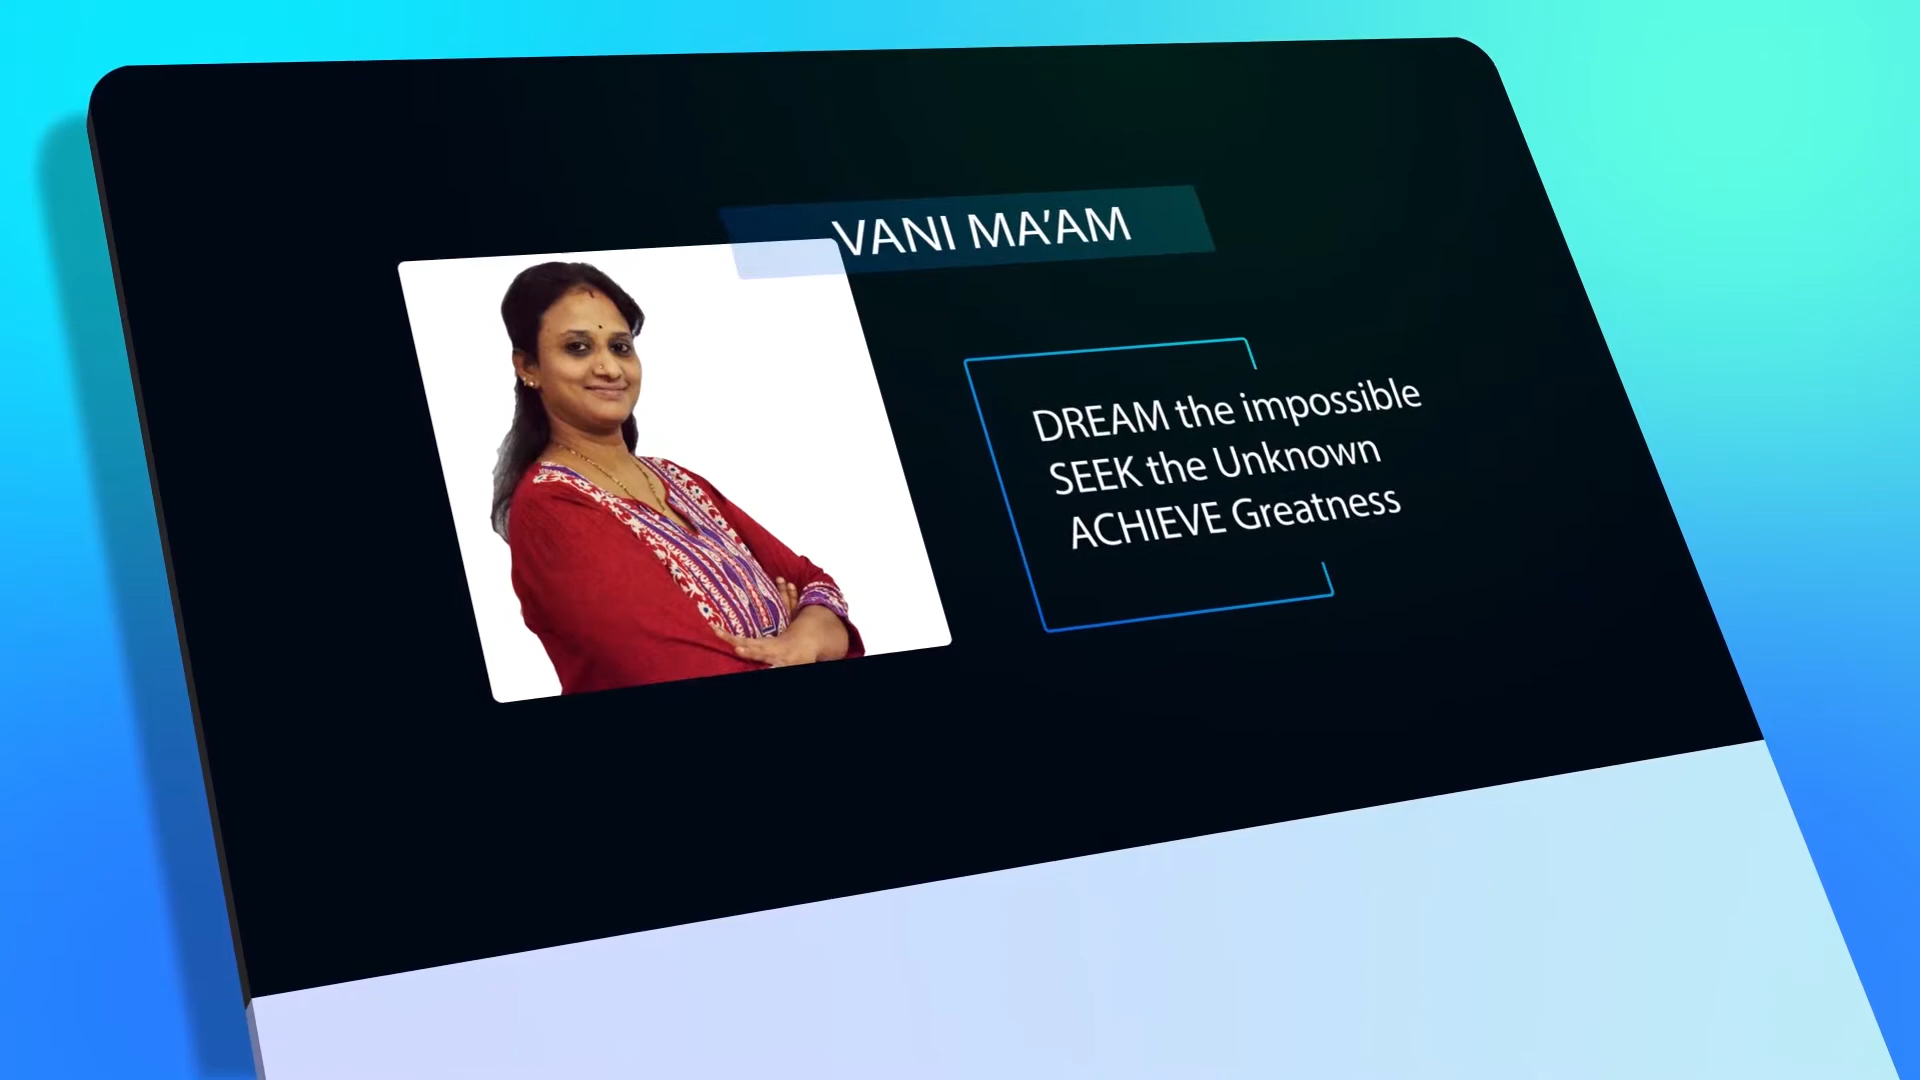 VANI MA’AM
DREAM the impossible
SEEK the Unknown
ACHIEVE Greatness